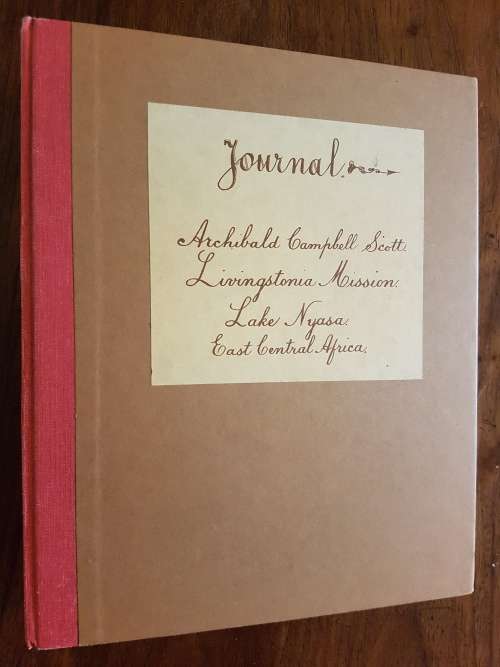 Journal.
Archibald Campbell Scott.
Livingstonia Mission.
Lake Nyasa.
East Central Africa.